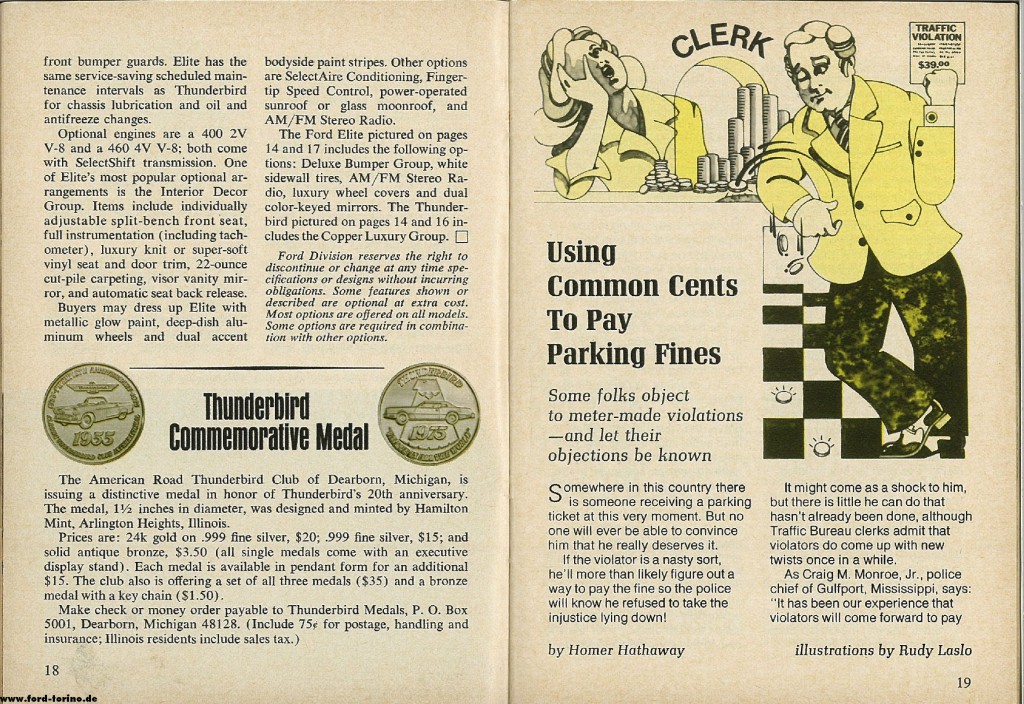 front bumper guards. Elite has the
same service-saving scheduled main-
tenance intervals as Thunderbird
for chassis lubrication and oil and
antifreeze changes.
Optional engines are a 400 2V
V-8 and a 460 4V V-8; both come
with SelectShift transmission. One
of Elite's most popular optional ar-
rangements is the Interior Decor
Group. Items include individually
adjustable split-bench front seat,
full instrumentation (including tach-
ometer), luxury knit or super-soft
vinyl seat and door trim, 22-ounce
cut-pile carpeting, visor vanity mir-
ror, and automatic seat back release.
Buyers may dress up Elite with
metallic glow paint, deep-dish alu-
minum wheels and dual accent
bodyside paint stripes. Other options
are SelectAire Conditioning, Finger-
tip Speed Control, power-operated
sunroof or glass moonroof, and
AM/FM Stereo Radio.
The Ford Elite pictured on pages
14 and 17 includes the following op-
tions: Deluxe Bumper Group, white
sidewall tires, AM/FM Stereo Ra-
dio, luxury wheel covers and dual
color-keyed mirrors. The Thunder-
bird pictured on pages 14 and 16 in-
cludes the Copper Luxury Group. □
Ford Division reserves the right to
discontinue or change at any time spe-
cifications or designs without incurring
obligations. Some features shown or
described are optional at extra cost.
Most options are offered on all models.
Some options are required in combina-
tion with other options.
1955
Thunderbird
Commemorative Medal
THUNDERBIRD
1975
The American Road Thunderbird Club of Dearborn, Michigan, is
issuing a distinctive medal in honor of Thunderbird's 20th anniversary.
The medal, 1½ inches in diameter, was designed and minted by Hamilton
Mint, Arlington Heights, Illinois.
Prices are: 24k gold on .999 fine silver, $20; .999 fine silver, $15; and
solid antique bronze, $3.50 (all single medals come with an executive
display stand). Each medal is available in pendant form for an additional
$15. The club also is offering a set of all three medals ($35) and a bronze
medal with a key chain ($1.50).
Make check or money order payable to Thunderbird Medals, P. O. Box
5001, Dearborn, Michigan 48128. (Include 75¢ for postage, handling and
insurance; Illinois residents include sales tax.)
18
www.ford-torino.de
CLERK
TRAFFIC
VIOLATION
$39.00
Using
Common Cents
To Pay
Parking Fines
Some folks object
to meter-made violations
—and let their
objections be known
Somewhere in this country there
is someone receiving a parking
ticket at this very moment. But no
one will ever be able to convince
him that he really deserves it.
If the violator is a nasty sort,
he'll more than likely figure out a
way to pay the fine so the police
will know he refused to take the
injustice lying down!
by Homer Hathaway
It might come as a shock to him,
but there is little he can do that
hasn't already been done, although
Traffic Bureau clerks admit that
violators do come up with new
twists once in a while.
As Craig M. Monroe, Jr., police
chief of Gulfport, Mississippi, says:
"It has been our experience that
violators will come forward to pay
illustrations by Rudy Laslo
19